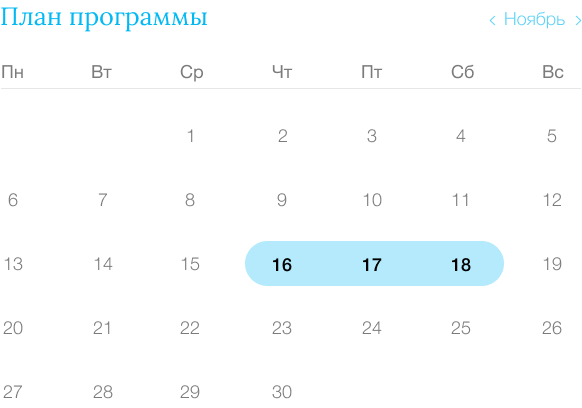 План программы
‹ Ноябрь ›
Пн Вт Ср Чт Пт Сб Вс
1 2 3 4 5
6 7 8 9 10 11 12
13 14 15 16 17 18 19
20 21 22 23 24 25 26
27 28 29 30